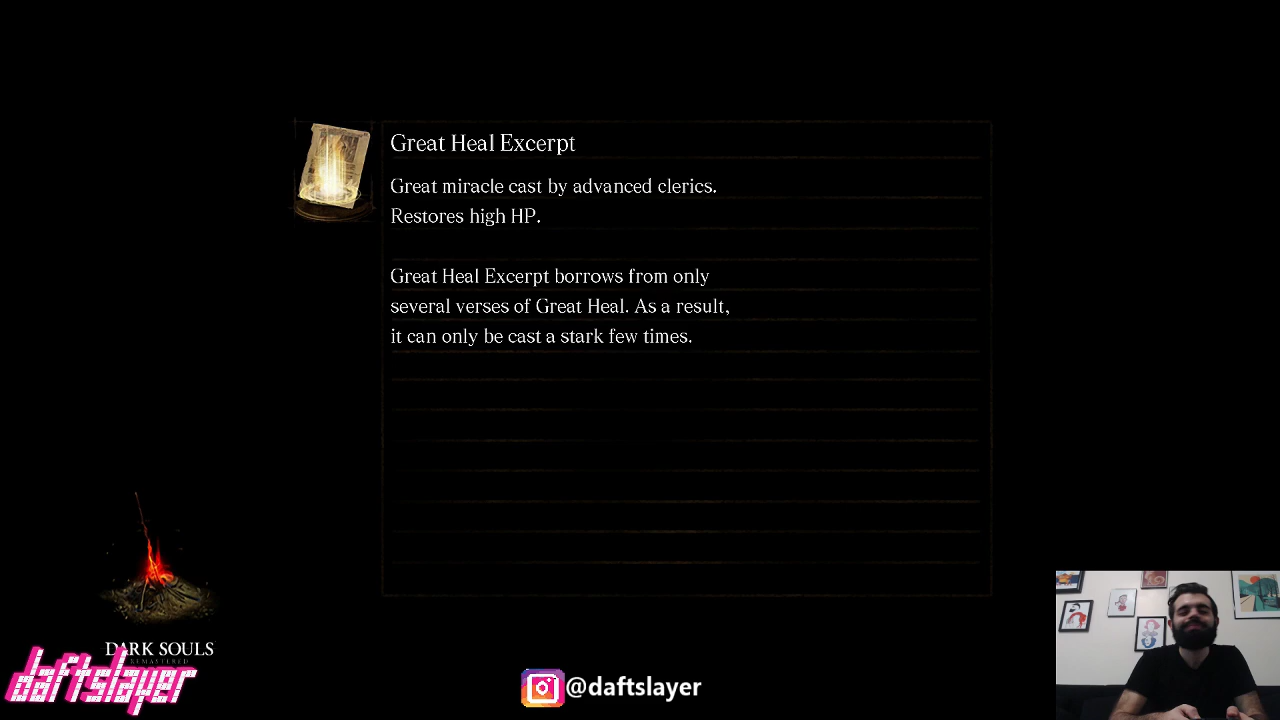 Great Heal Excerpt
Great miracle cast by advanced clerics.
Restores high HP.
Great Heal Excerpt borrows from only
several verses of Great Heal. As a result,
it can only be cast a stark few times.
DARK SOULS
REMASTERED
daftslayer
@daftslayer